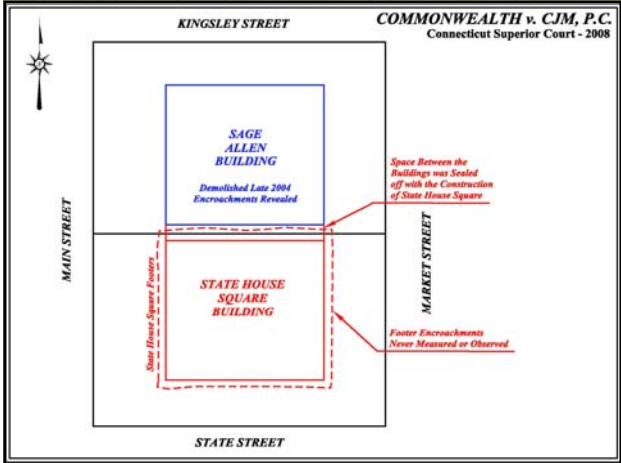 KINGSLEY STREET
COMMONWEALTH v. CJM, P.C.
Connecticut Superior Court - 2008
SAGE
ALLEN
BUILDING
Demolished Late 2004
Encroachments Revealed
Space Between the
Buildings was Sealed
off with the Construction
of State House Square
MAIN STREET
MARKET STREET
State House Square Footers
STATE HOUSE
SQUARE
BUILDING
Footer Encroachments
Never Measured or Observed
STATE STREET